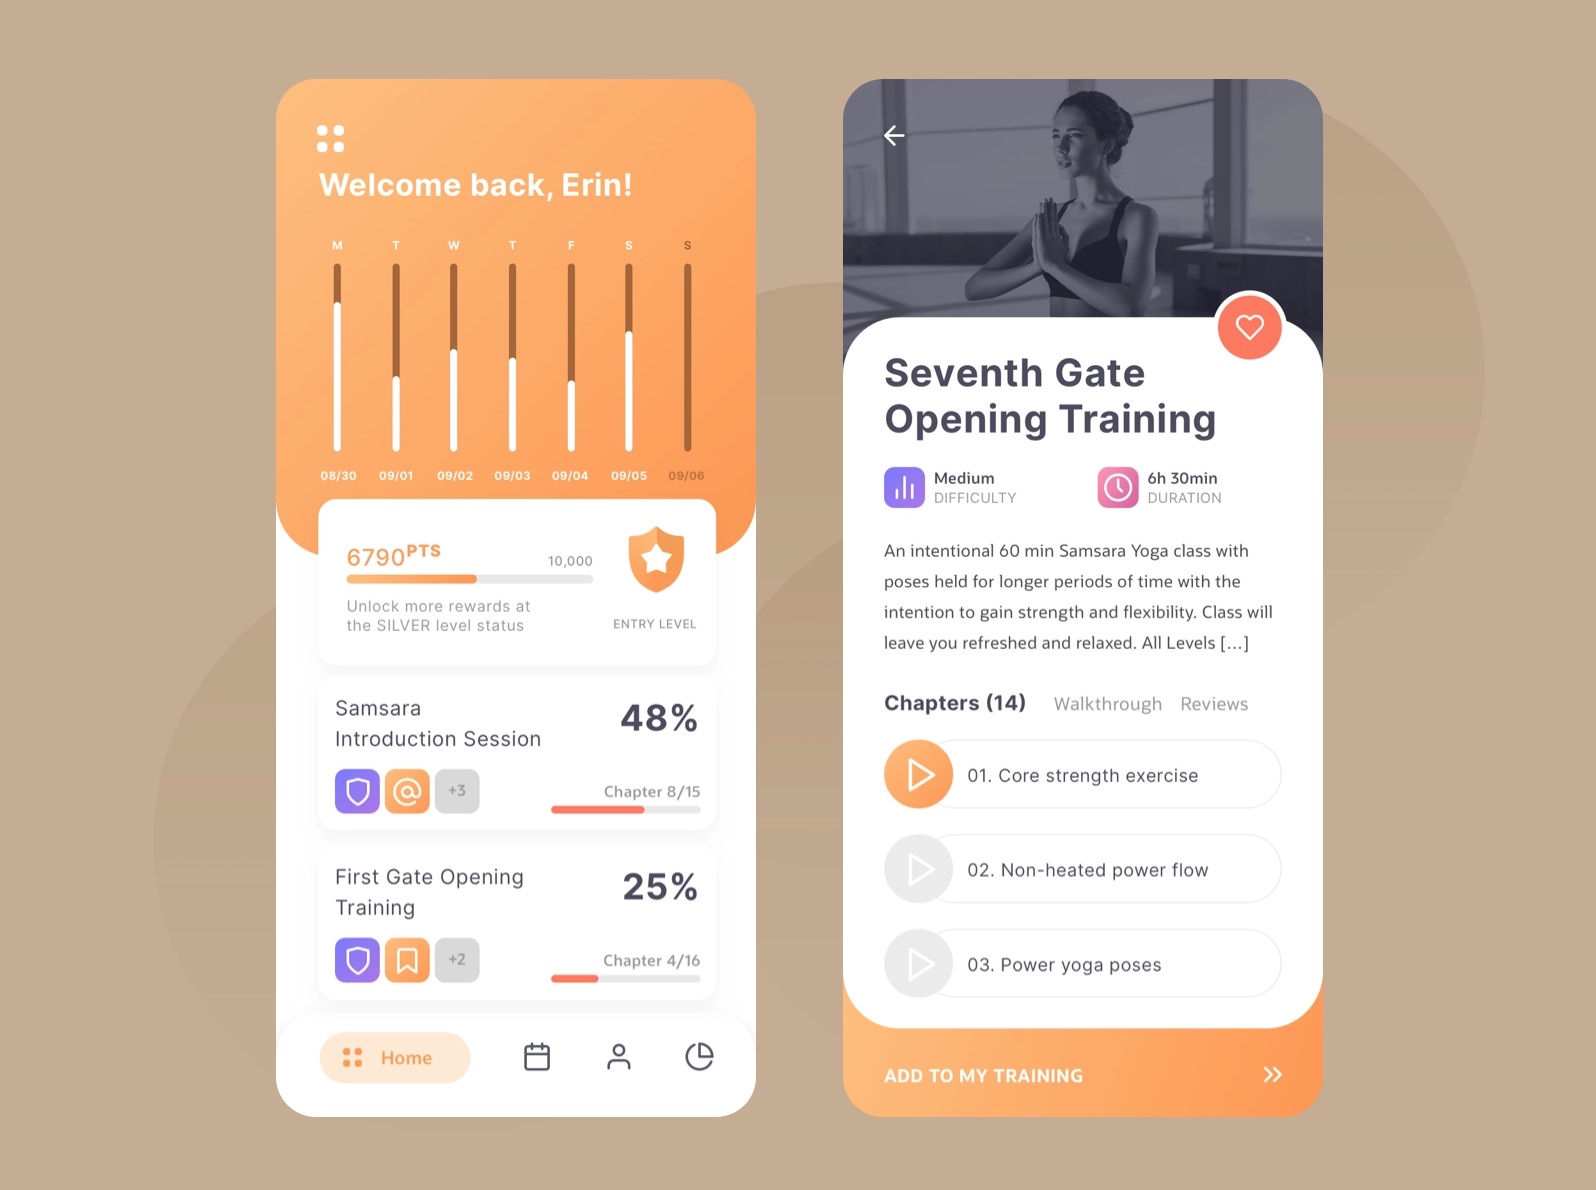 Welcome back, Erin!
M T W T F S S
08/30 09/01 09/02 09/03 09/04 09/05 09/06
6790PTS
10,000
Unlock more rewards at
the SILVER level status
ENTRY LEVEL
Samsara
Introduction Session
48%
+3
Chapter 8/15
First Gate Opening
Training
25%
+2
Chapter 4/16
Home
Seventh Gate
Opening Training
Medium
DIFFICULTY
6h 30min
DURATION
An intentional 60 min Samsara Yoga class with
poses held for longer periods of time with the
intention to gain strength and flexibility. Class will
leave you refreshed and relaxed. All Levels [...]
Chapters (14) Walkthrough Reviews
01. Core strength exercise
02. Non-heated power flow
03. Power yoga poses
ADD TO MY TRAINING